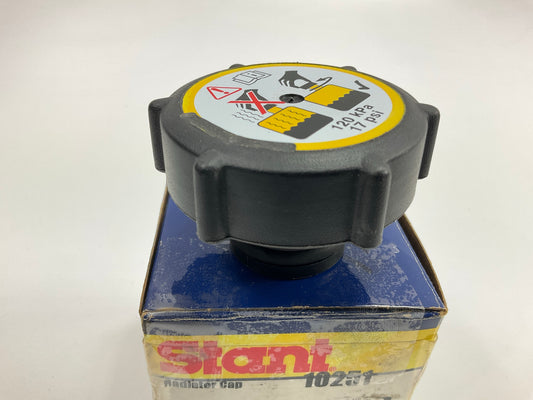 120 kPa
17 psi
Stant
Radiator Cap 10251